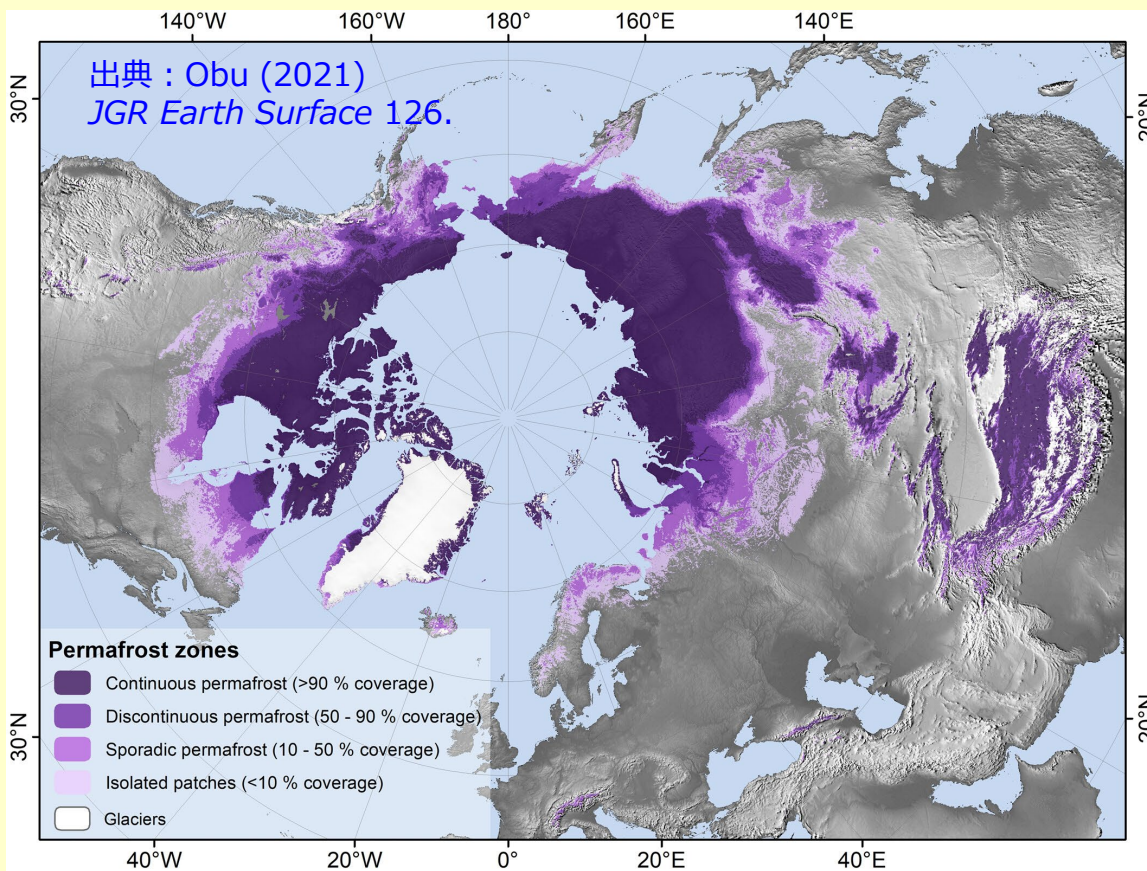 140°W 160°W 180° 160°E 140°E
出典：Obu (2021)
JGR Earth Surface 126.
30°N
20°N
Permafrost zones
Continuous permafrost (>90 % coverage)
Discontinuous permafrost (50 - 90 % coverage)
Sporadic permafrost (10 - 50 % coverage)
Isolated patches (<10 % coverage)
Glaciers
30°N
20°N
40°W 20°W 0° 20°E 40°E